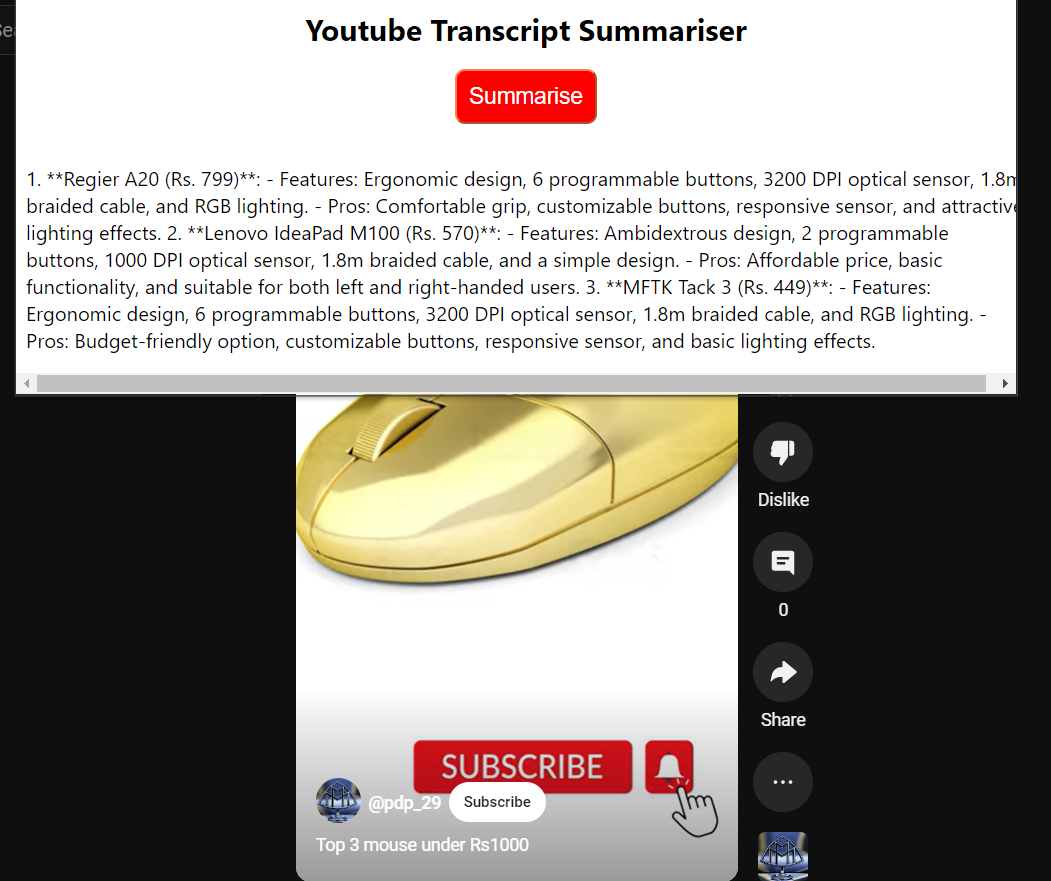 Youtube Transcript Summariser
Summarise
1. **Regier A20 (Rs. 799)**: - Features: Ergonomic design, 6 programmable buttons, 3200 DPI optical sensor, 1.8m
braided cable, and RGB lighting. - Pros: Comfortable grip, customizable buttons, responsive sensor, and attractive
lighting effects. 2. **Lenovo IdeaPad M100 (Rs. 570)**: - Features: Ambidextrous design, 2 programmable
buttons, 1000 DPI optical sensor, 1.8m braided cable, and a simple design. - Pros: Affordable price, basic
functionality, and suitable for both left and right-handed users. 3. **MFTK Tack 3 (Rs. 449)**: - Features:
Ergonomic design, 6 programmable buttons, 3200 DPI optical sensor, 1.8m braided cable, and RGB lighting. -
Pros: Budget-friendly option, customizable buttons, responsive sensor, and basic lighting effects.
Dislike
0
Share
SUBSCRIBE
@pdp_29 Subscribe
Top 3 mouse under Rs1000